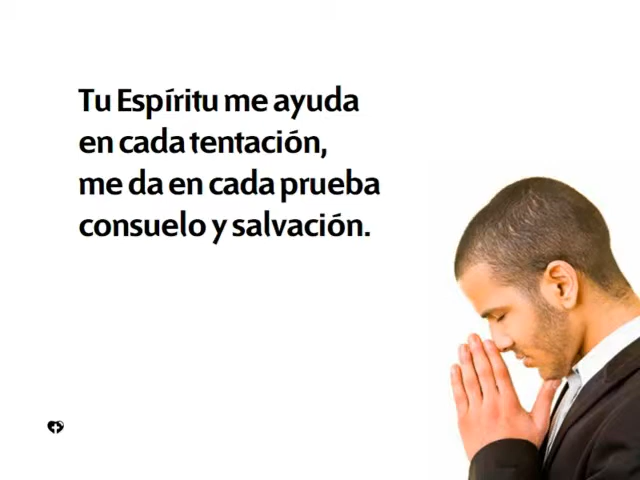 Tu Espíritu me ayuda
en cada tentación,
me da en cada prueba
consuelo y salvación.